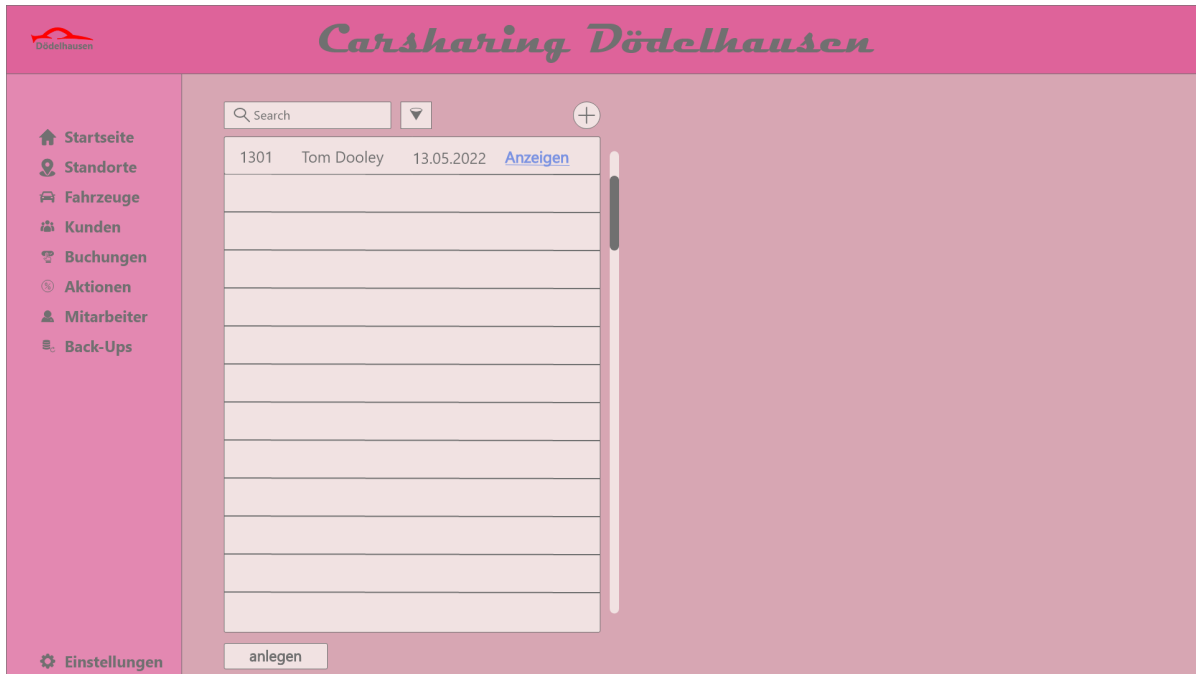 Dödelhausen
Carsharing Dödelhausen
Search
Startseite
Standorte
Fahrzeuge
Kunden
Buchungen
Aktionen
Mitarbeiter
Back-Ups
Einstellungen
1301 Tom Dooley 13.05.2022 Anzeigen
anlegen